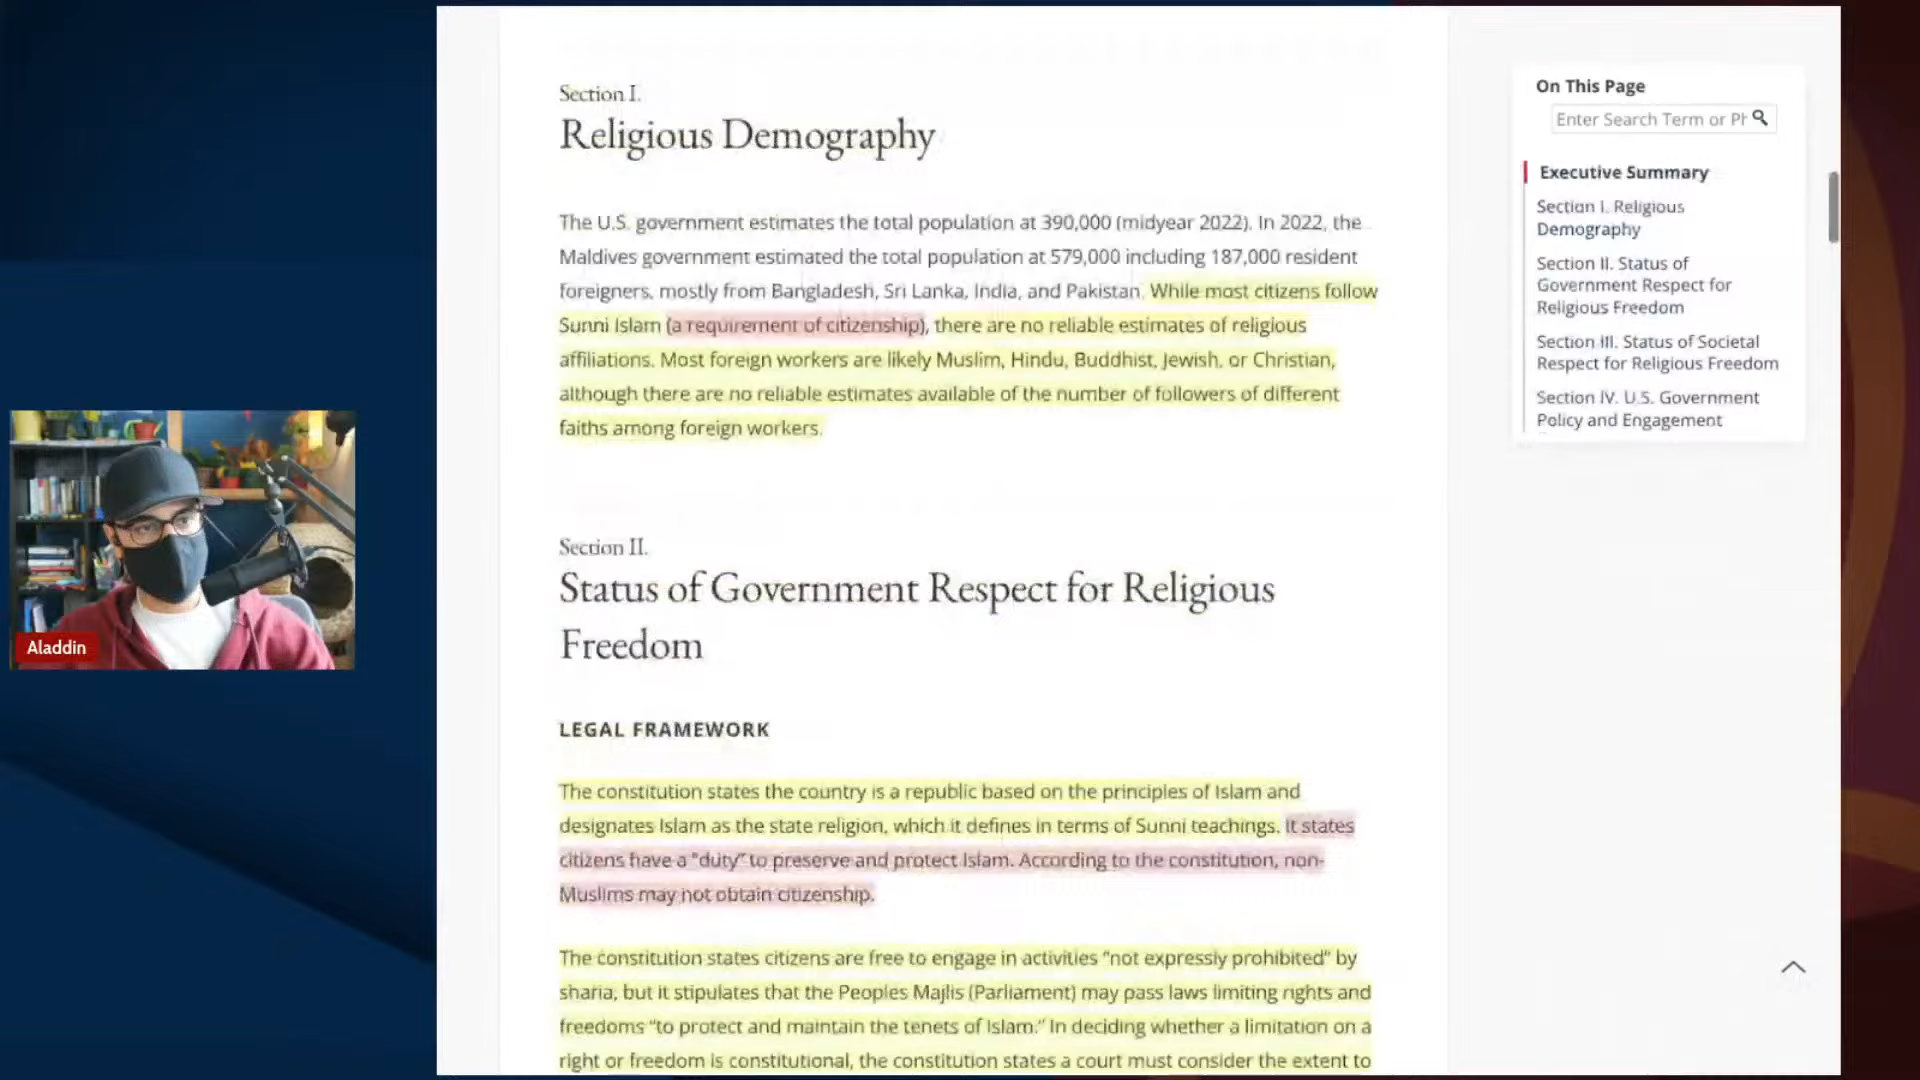 Section I.
Religious Demography
The U.S. government estimates the total population at 390,000 (midyear 2022). In 2022, the
Maldives government estimated the total population at 579,000 including 187,000 resident
foreigners, mostly from Bangladesh, Sri Lanka, India, and Pakistan. While most citizens follow
Sunni Islam (a requirement of citizenship), there are no reliable estimates of religious
affiliations. Most foreign workers are likely Muslim, Hindu, Buddhist, Jewish, or Christian,
although there are no reliable estimates available of the number of followers of different
faiths among foreign workers.
Section II.
Status of Government Respect for Religious
Freedom
LEGAL FRAMEWORK
The constitution states the country is a republic based on the principles of Islam and
designates Islam as the state religion, which it defines in terms of Sunni teachings. It states
citizens have a "duty" to preserve and protect Islam. According to the constitution, non-
Muslims may not obtain citizenship.
The constitution states citizens are free to engage in activities "not expressly prohibited" by
sharia, but it stipulates that the Peoples Majlis (Parliament) may pass laws limiting rights and
freedoms "to protect and maintain the tenets of Islam." In deciding whether a limitation on a
right or freedom is constitutional, the constitution states a court must consider the extent to
On This Page
Enter Search Term or Ph
Executive Summary
Section I. Religious
Demography
Section II. Status of
Government Respect for
Religious Freedom
Section III. Status of Societal
Respect for Religious Freedom
Section IV. U.S. Government
Policy and Engagement
Aladdin